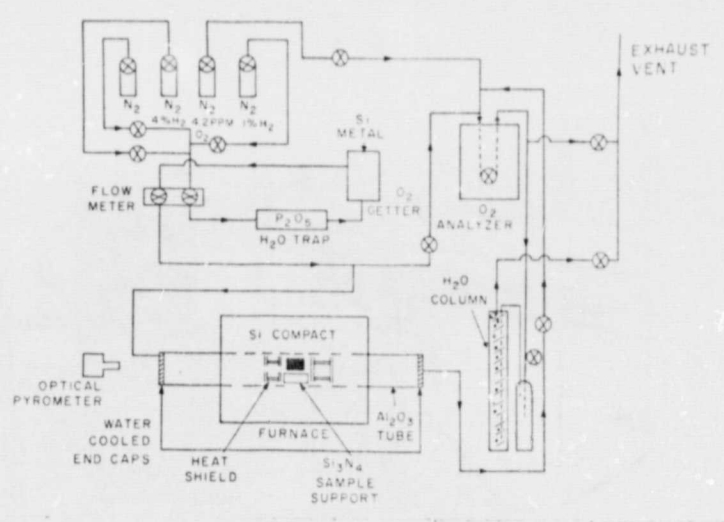 EXHAUST
VENT
N2 N2 N2 N2
4%H2 4.2PPM 1%H2
O2
Si
METAL
FLOW
METER
P2O5
H2O TRAP
O2
GETTER
O2
ANALYZER
H2O
COLUMN
Si COMPACT
OPTICAL
PYROMETER
WATER
COOLED
END CAPS
FURNACE
Al2O3
TUBE
HEAT
SHIELD
Si3N4
SAMPLE
SUPPORT